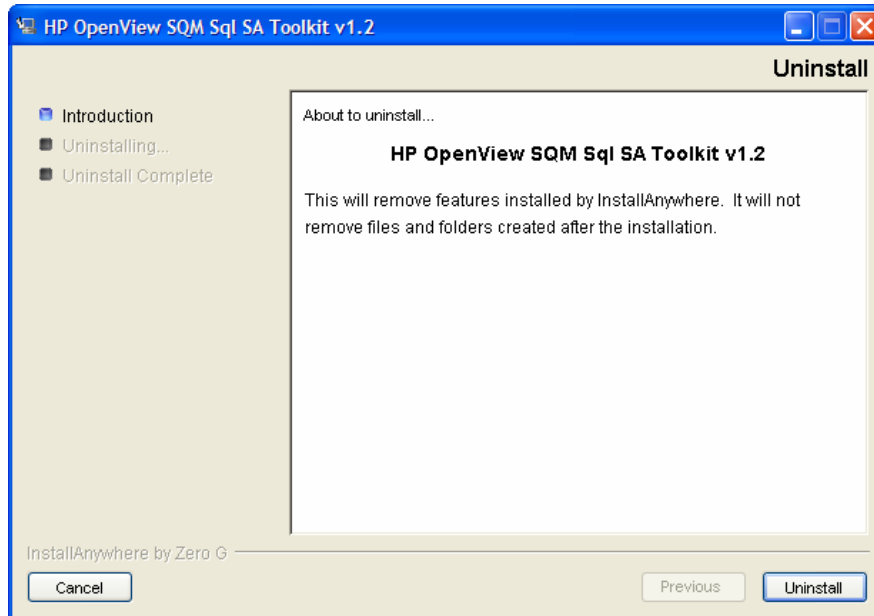 HP OpenView SQM Sql SA Toolkit v1.2
Uninstall
Introduction
Uninstalling...
Uninstall Complete
About to uninstall...
HP OpenView SQM Sql SA Toolkit v1.2
This will remove features installed by InstallAnywhere.  It will not
remove files and folders created after the installation.
InstallAnywhere by Zero G
Cancel
Previous
Uninstall